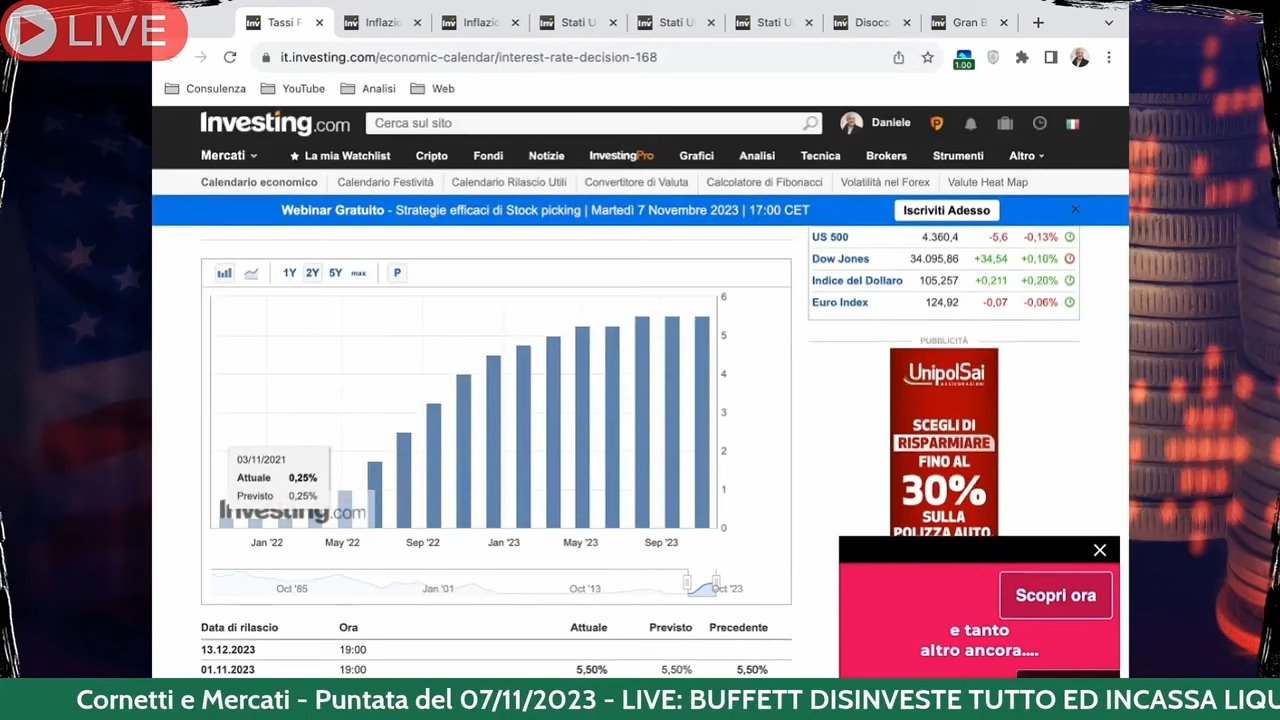 LIVE
Tassi F
Inflazio
Inflazio
Stati U
Stati U
Stati U
Disocc
Gran B
it.investing.com/economic-calendar/interest-rate-decision-168
1.00
Consulenza YouTube Analisi Web
Investing.com
Cerca sul sito
Daniele
Mercati La mia Watchlist Cripto Fondi Notizie InvestingPro Grafici Analisi Tecnica Brokers Strumenti Altro
Calendario economico Calendario Festività Calendario Rilascio Utili Convertitore di Valuta Calcolatore di Fibonacci Volatilità nel Forex Valute Heat Map
Webinar Gratuito - Strategie efficaci di Stock picking | Martedì 7 Novembre 2023 | 17:00 CET
Iscriviti Adesso
US 500 4.360,4 -5,6 -0,13%
Dow Jones 34.095,86 +34,54 +0,10%
Indice del Dollaro 105,257 +0,211 +0,20%
Euro Index 124,92 -0,07 -0,06%
1Y 2Y 5Y max P
6
5
4
3
2
1
0
03/11/2021
Attuale 0,25%
Previsto 0,25%
Investing.com
Jan '22 May '22 Sep '22 Jan '23 May '23 Sep '23
Oct '85 Jan '01 Oct '13 Oct '23
PUBBLICITÀ
UnipolSai
ASSICURAZIONI
SCEGLI DI
RISPARMIARE
FINO AL
30%
SULLA
POLIZZA AUTO
Scopri ora
e tanto
altro ancora....
Data di rilascio Ora Attuale Previsto Precedente
13.12.2023 19:00
01.11.2023 19:00 5,50% 5,50% 5,50%
Cornetti e Mercati - Puntata del 07/11/2023 - LIVE: BUFFETT DISINVESTE TUTTO ED INCASSA LIQU